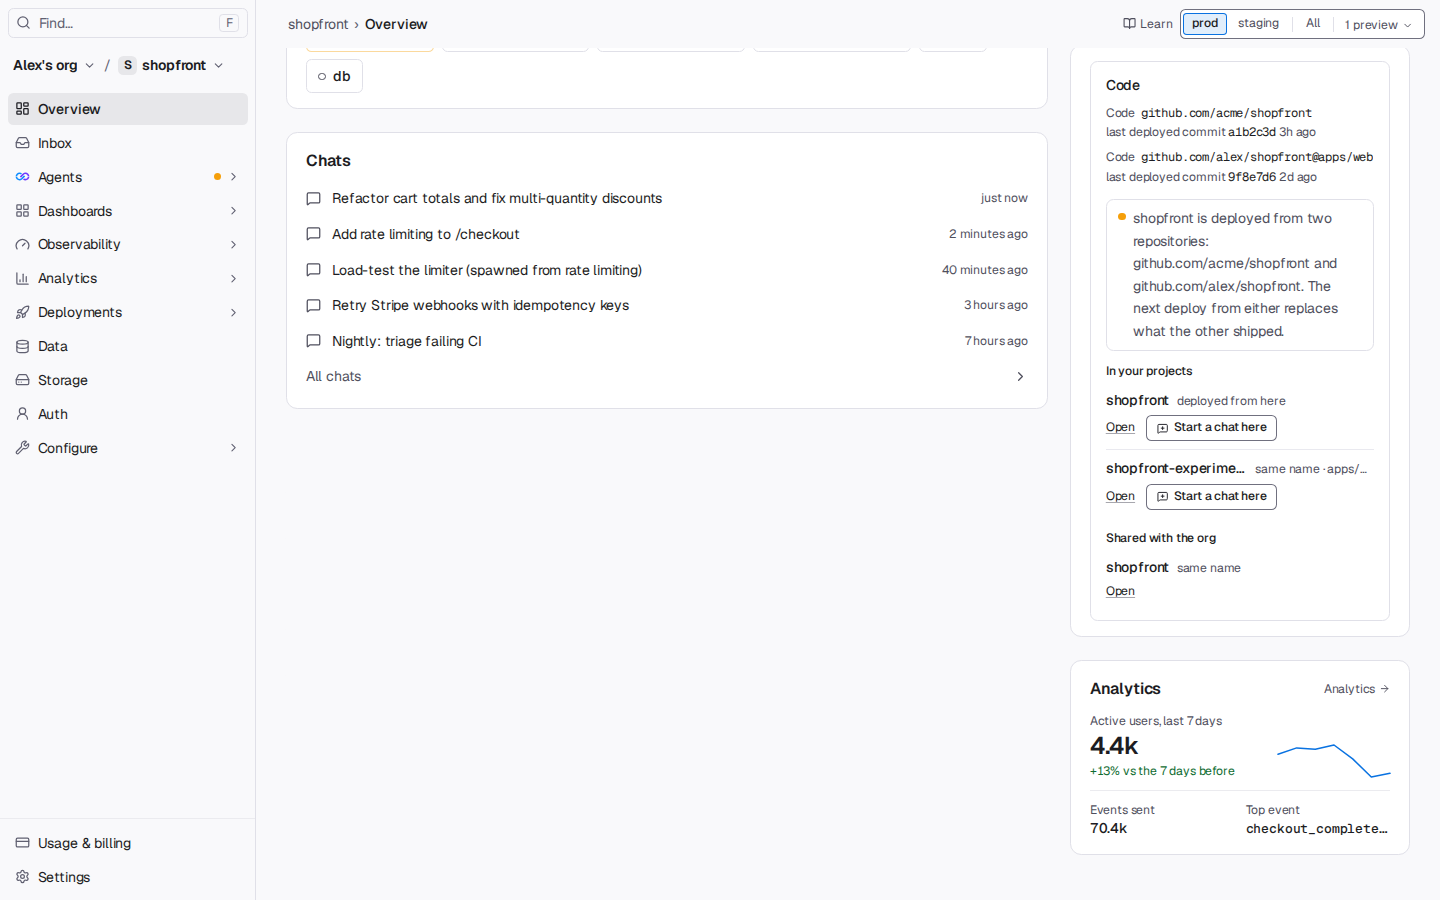 Find...
F
Alex's org / S shopfront
Overview
Inbox
Agents
Dashboards
Observability
Analytics
Deployments
Data
Storage
Auth
Configure
Usage & billing
Settings
shopfront › Overview
Learn
prod
staging
All
1 preview
db
Chats
Refactor cart totals and fix multi-quantity discounts
just now
Add rate limiting to /checkout
2 minutes ago
Load-test the limiter (spawned from rate limiting)
40 minutes ago
Retry Stripe webhooks with idempotency keys
3 hours ago
Nightly: triage failing CI
7 hours ago
All chats
Code
Code github.com/acme/shopfront
last deployed commit a1b2c3d 3h ago
Code github.com/alex/shopfront@apps/web
last deployed commit 9f8e7d6 2d ago
shopfront is deployed from two
repositories:
github.com/acme/shopfront and
github.com/alex/shopfront. The
next deploy from either replaces
what the other shipped.
In your projects
shopfront deployed from here
Open
Start a chat here
shopfront-experime... same name · apps/...
Open
Start a chat here
Shared with the org
shopfront same name
Open
Analytics
Analytics →
Active users, last 7 days
4.4k
+13% vs the 7 days before
Events sent
70.4k
Top event
checkout_complete...